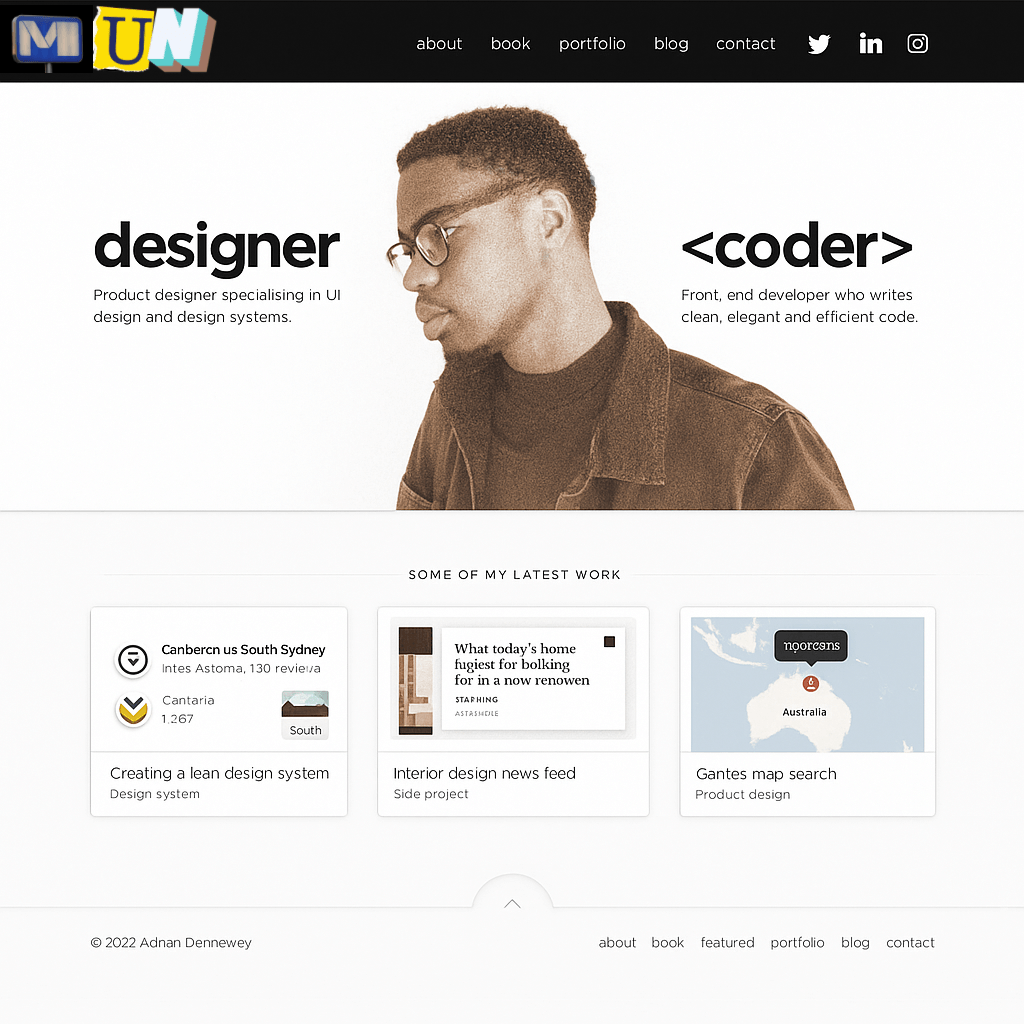 MUN
about book portfolio blog contact
designer
Product designer specialising in UI
design and design systems.
<coder>
Front, end developer who writes
clean, elegant and efficient code.
SOME OF MY LATEST WORK
Canbercn us South Sydney
Intes Astoma, 130
Cantaria
1.267
South
Creating a lean design system
Design system
What today's home
fugiest for bolking
for in a now renowen
STAPHING
Interior design news feed
Side project
Australia
Gantes map search
Product design
© 2022 Adnan Dennewey
about book featured portfolio blog contact